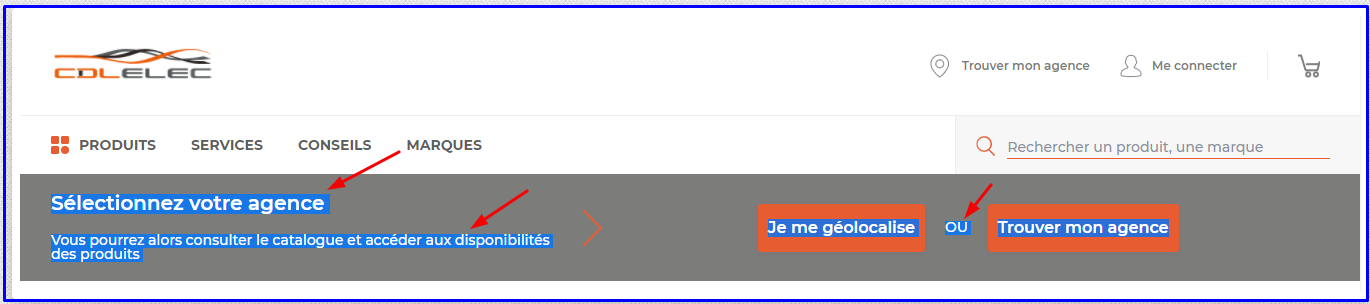 CDLELEC
Trouver mon agence
Me connecter
PRODUITS
SERVICES
CONSEILS
MARQUES
Rechercher un produit, une marque
Sélectionnez votre agence
Vous pourrez alors consulter le catalogue et accéder aux disponibilités
des produits
Je me géolocalise
OU
Trouver mon agence